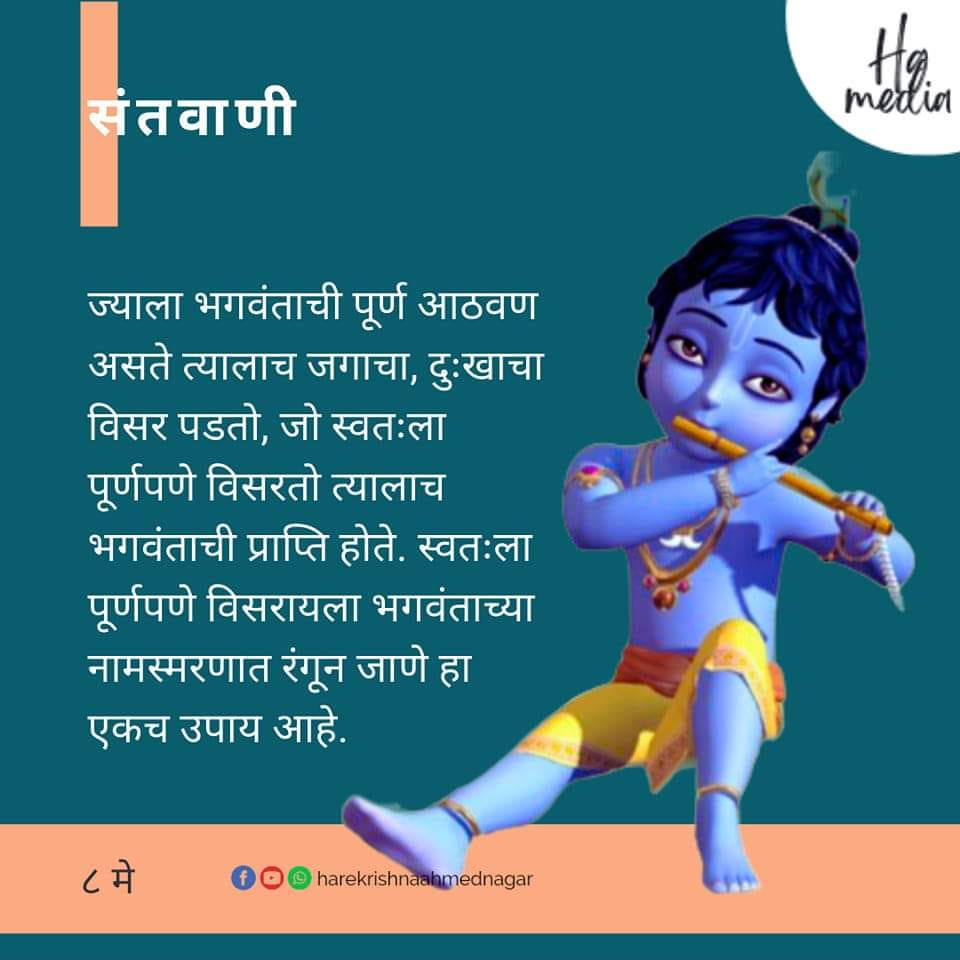 Hg
media
संतवाणी
ज्याला भगवंताची पूर्ण आठवण
असते त्यालाच जगाचा, दुःखाचा
विसर पडतो, जो स्वतःला
पूर्णपणे विसरतो त्यालाच
भगवंताची प्राप्ति होते. स्वतःला
पूर्णपणे विसरायला भगवंताच्या
नामस्मरणात रंगून जाणे हा
एकच उपाय आहे.
८ मे
harekrishnaahmednagar